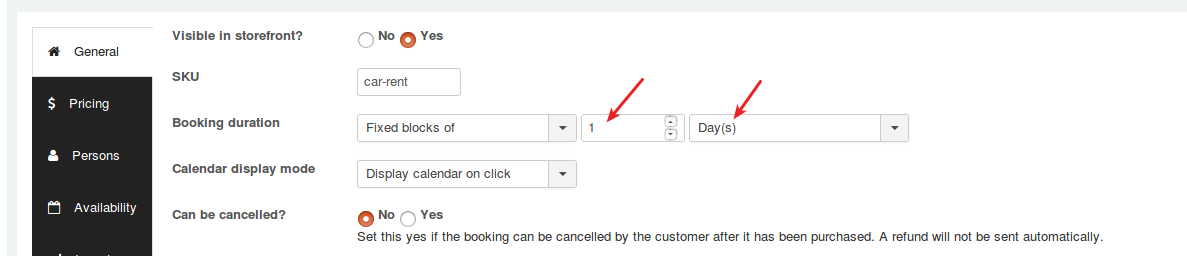 Visible in storefront? No Yes
General
SKU car-rent
Pricing
Booking duration Fixed blocks of 1 Day(s)
Persons
Calendar display mode Display calendar on click
Availability
Can be cancelled? No Yes
Set this yes if the booking can be cancelled by the customer after it has been purchased. A refund will not be sent automatically.